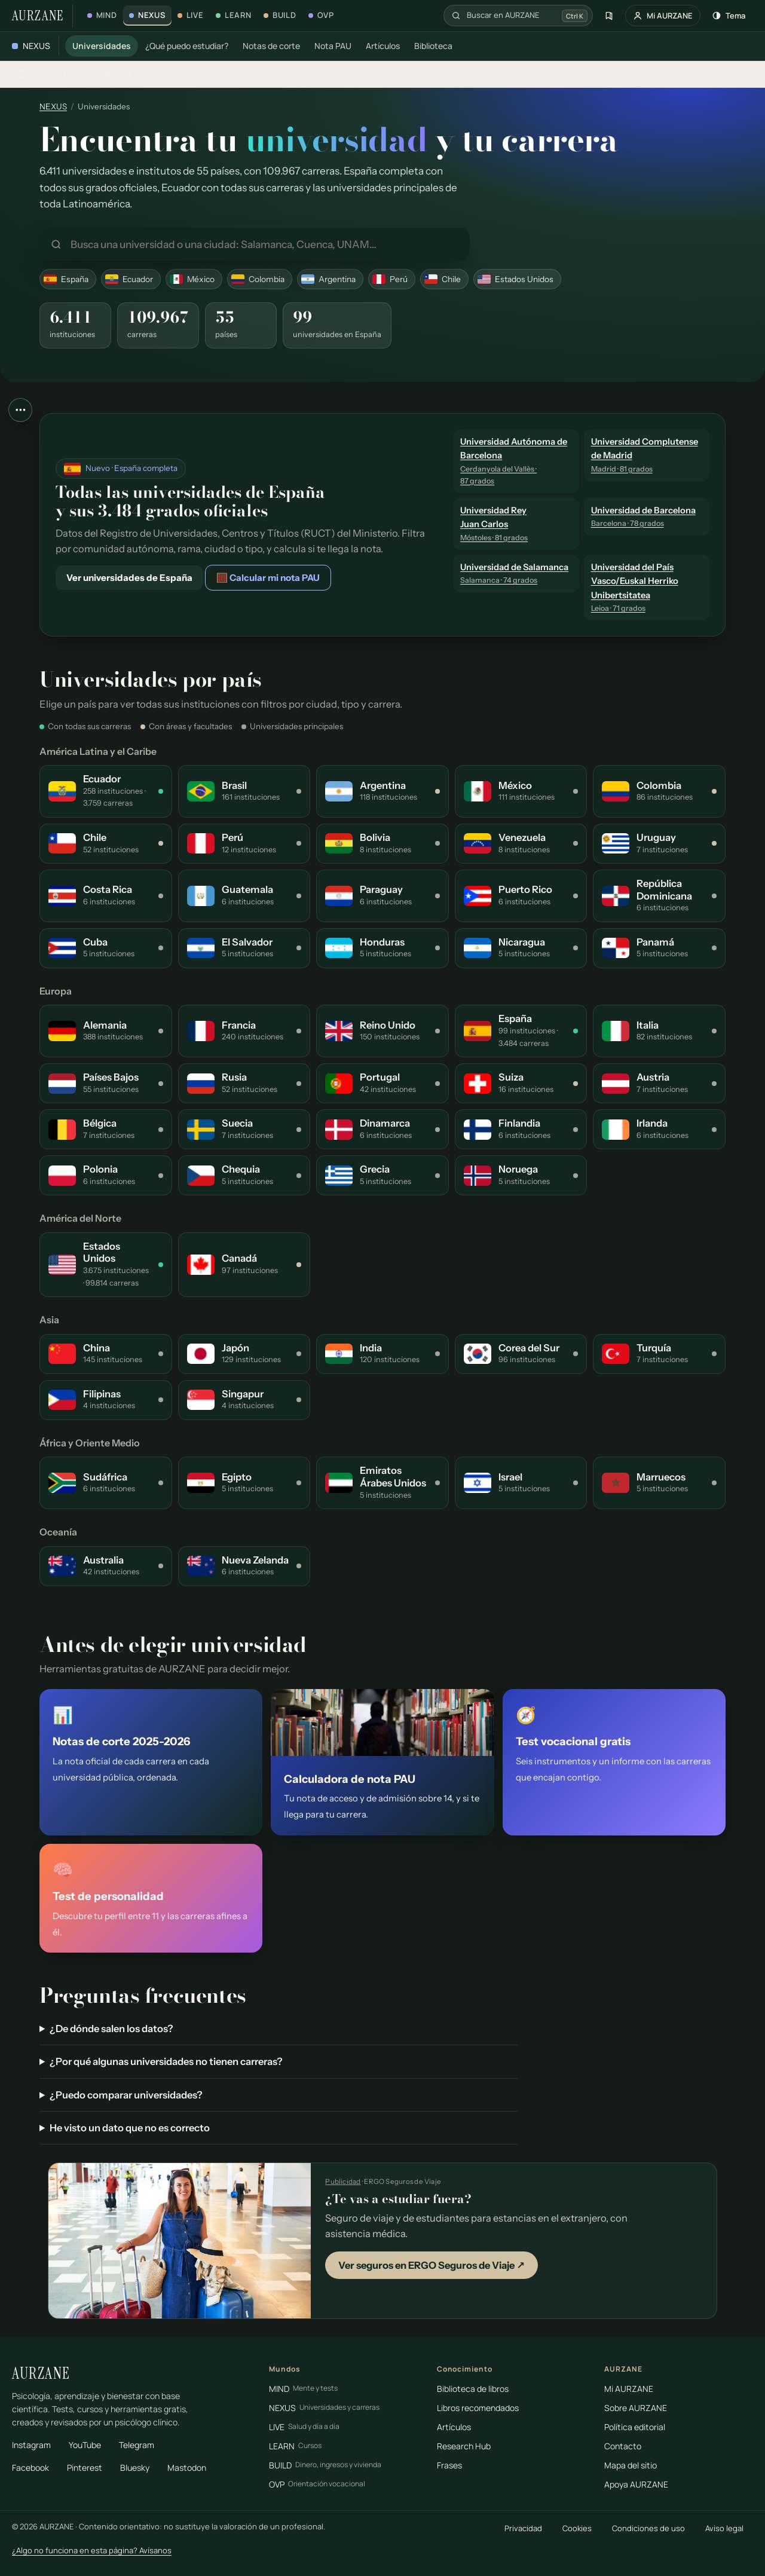 AURZANE
MIND NEXUS LIVE LEARN BUILD OVP
Buscar en AURZANE Ctrl K
Mi AURZANE
Tema
NEXUS
Universidades ¿Qué puedo estudiar? Notas de corte Nota PAU Artículos Biblioteca
NEXUS / Universidades
Encuentra tu universidad y tu carrera
6.411 universidades e institutos de 55 países, con 109.967 carreras. España completa con
todos sus grados oficiales, Ecuador con todas sus carreras y las universidades principales de
toda Latinoamérica.
Busca una universidad o una ciudad: Salamanca, Cuenca, UNAM…
España Ecuador México Colombia Argentina Perú Chile Estados Unidos
6.411
instituciones
109.967
carreras
55
países
99
universidades en España
Nuevo · España completa
Todas las universidades de España
y sus 3.484 grados oficiales
Datos del Registro de Universidades, Centros y Títulos (RUCT) del Ministerio. Filtra
por comunidad autónoma, rama, ciudad o tipo, y calcula si te llega la nota.
Ver universidades de España
Calcular mi nota PAU
Universidad Autónoma de
Barcelona
Cerdanyola del Vallès ·
87 grados
Universidad Complutense
de Madrid
Madrid · 81 grados
Universidad Rey
Juan Carlos
Móstoles · 81 grados
Universidad de Barcelona
Barcelona · 78 grados
Universidad de Salamanca
Salamanca · 74 grados
Universidad del País
Vasco/Euskal Herriko
Unibertsitatea
Leioa · 71 grados
Universidades por país
Elige un país para ver todas sus instituciones con filtros por ciudad, tipo y carrera.
Con todas sus carreras Con áreas y facultades Universidades principales
América Latina y el Caribe
Ecuador
258 instituciones ·
3.759 carreras
Brasil
161 instituciones
Argentina
118 instituciones
México
111 instituciones
Colombia
86 instituciones
Chile
52 instituciones
Perú
12 instituciones
Bolivia
8 instituciones
Venezuela
8 instituciones
Uruguay
7 instituciones
Costa Rica
6 instituciones
Guatemala
6 instituciones
Paraguay
6 instituciones
Puerto Rico
6 instituciones
República
Dominicana
6 instituciones
Cuba
5 instituciones
El Salvador
5 instituciones
Honduras
5 instituciones
Nicaragua
5 instituciones
Panamá
5 instituciones
Europa
Alemania
388 instituciones
Francia
240 instituciones
Reino Unido
150 instituciones
España
99 instituciones ·
3.484 carreras
Italia
82 instituciones
Países Bajos
55 instituciones
Rusia
52 instituciones
Portugal
42 instituciones
Suiza
16 instituciones
Austria
7 instituciones
Bélgica
7 instituciones
Suecia
7 instituciones
Dinamarca
6 instituciones
Finlandia
6 instituciones
Irlanda
6 instituciones
Polonia
6 instituciones
Chequia
5 instituciones
Grecia
5 instituciones
Noruega
5 instituciones
América del Norte
Estados
Unidos
3.675 instituciones
· 99.814 carreras
Canadá
97 instituciones
Asia
China
145 instituciones
Japón
129 instituciones
India
120 instituciones
Corea del Sur
96 instituciones
Turquía
7 instituciones
Filipinas
4 instituciones
Singapur
4 instituciones
África y Oriente Medio
Sudáfrica
6 instituciones
Egipto
5 instituciones
Emiratos
Árabes Unidos
5 instituciones
Israel
5 instituciones
Marruecos
5 instituciones
Oceanía
Australia
42 instituciones
Nueva Zelanda
6 instituciones
Antes de elegir universidad
Herramientas gratuitas de AURZANE para decidir mejor.
Notas de corte 2025-2026
La nota oficial de cada carrera en cada
universidad pública, ordenada.
Calculadora de nota PAU
Tu nota de acceso y de admisión sobre 14, y si te
llega para tu carrera.
Test vocacional gratis
Seis instrumentos y un informe con las carreras
que encajan contigo.
Test de personalidad
Descubre tu perfil entre 11 y las carreras afines a
él.
Preguntas frecuentes
¿De dónde salen los datos?
¿Por qué algunas universidades no tienen carreras?
¿Puedo comparar universidades?
He visto un dato que no es correcto
Publicidad · ERGO Seguros de Viaje
¿Te vas a estudiar fuera?
Seguro de viaje y de estudiantes para estancias en el extranjero, con
asistencia médica.
Ver seguros en ERGO Seguros de Viaje ↗
AURZANE
Psicología, aprendizaje y bienestar con base
científica. Tests, cursos y herramientas gratis,
creados y revisados por un psicólogo clínico.
Instagram YouTube Telegram
Facebook Pinterest Bluesky Mastodon
Mundos
MIND Mente y tests
NEXUS Universidades y carreras
LIVE Salud y día a día
LEARN Cursos
BUILD Dinero, ingresos y vivienda
OVP Orientación vocacional
Conocimiento
Biblioteca de libros
Libros recomendados
Artículos
Research Hub
Frases
AURZANE
Mi AURZANE
Sobre AURZANE
Política editorial
Contacto
Mapa del sitio
Apoya AURZANE
© 2026 AURZANE · Contenido orientativo: no sustituye la valoración de un profesional.
Privacidad Cookies Condiciones de uso Aviso legal
¿Algo no funciona en esta página? Avísanos